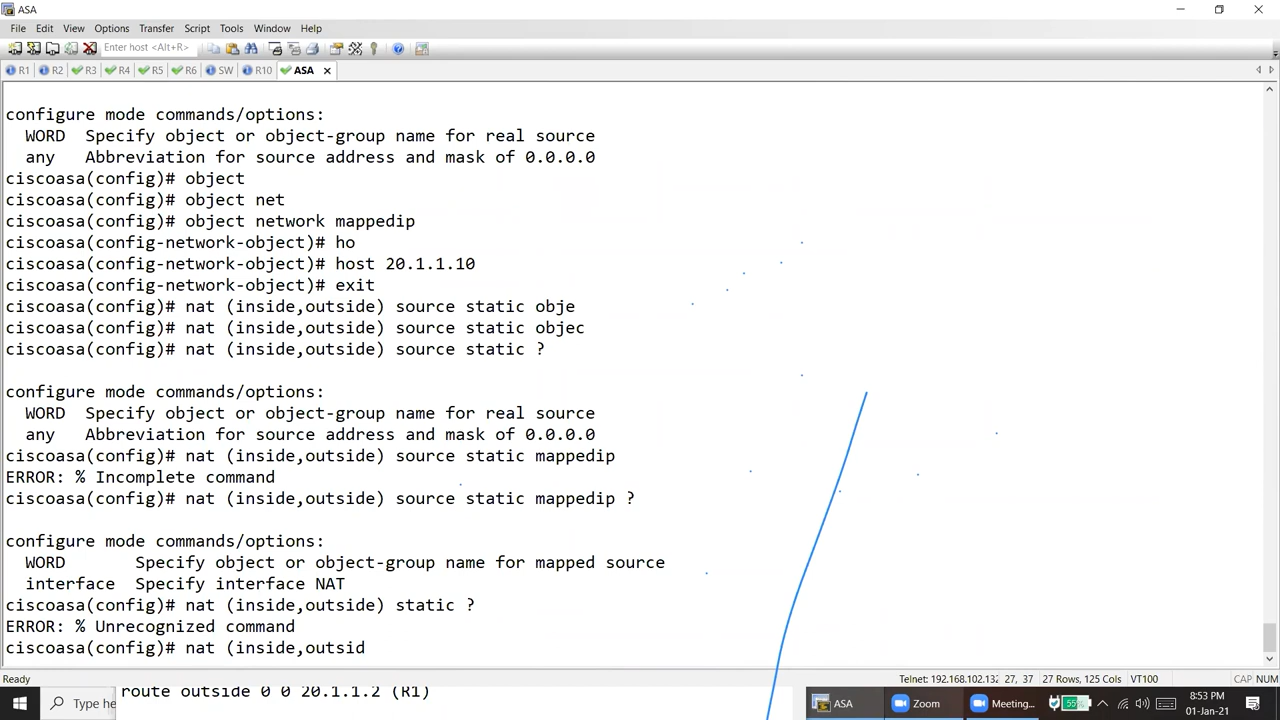 ASA
File Edit View Options Transfer Script Tools Window Help
Enter host <Alt+R>
R1 R2 R3 R4 R5 R6 SW R10 ASA
configure mode commands/options:
WORD Specify object or object-group name for real source
any Abbreviation for source address and mask of 0.0.0.0
ciscoasa(config)# object
ciscoasa(config)# object net
ciscoasa(config)# object network mappedip
ciscoasa(config-network-object)# ho
ciscoasa(config-network-object)# host 20.1.1.10
ciscoasa(config-network-object)# exit
ciscoasa(config)# nat (inside,outside) source static obje
ciscoasa(config)# nat (inside,outside) source static objec
ciscoasa(config)# nat (inside,outside) source static ?
configure mode commands/options:
WORD Specify object or object-group name for real source
any Abbreviation for source address and mask of 0.0.0.0
ciscoasa(config)# nat (inside,outside) source static mappedip
ERROR: % Incomplete command
ciscoasa(config)# nat (inside,outside) source static mappedip ?
configure mode commands/options:
WORD Specify object or object-group name for mapped source
interface Specify interface NAT
ciscoasa(config)# nat (inside,outside) static ?
ERROR: % Unrecognized command
ciscoasa(config)# nat (inside,outsid
Ready Telnet: 192.168.102.13 27, 37 27 Rows, 125 Cols VT100 CAP NUM
Type he route outside 0 0 20.1.1.2 (R1) ASA Zoom Meeting... 55% 8:53 PM
01-Jan-21